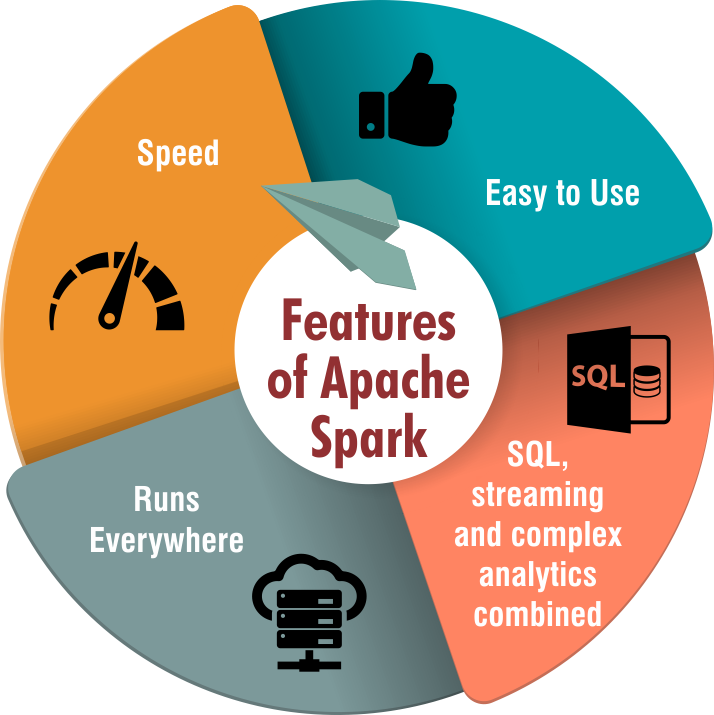 Speed
Easy to Use
Features
of Apache
Spark
SQL
SQL,
streaming
and complex
analytics
combined
Runs
Everywhere